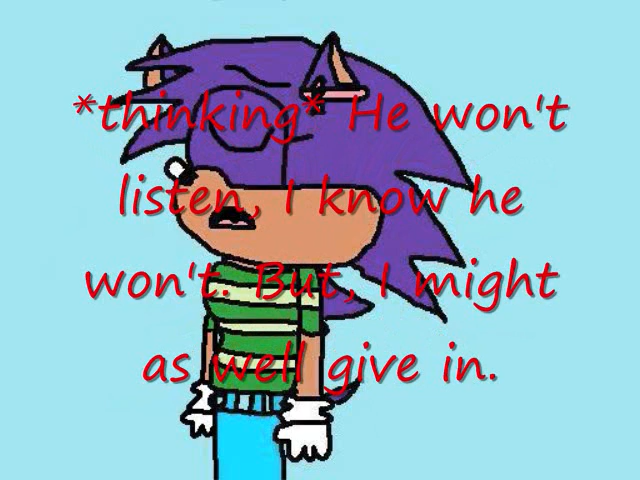 *thinking* He won't
listen, I know he
won't. But, I might
as well give in.